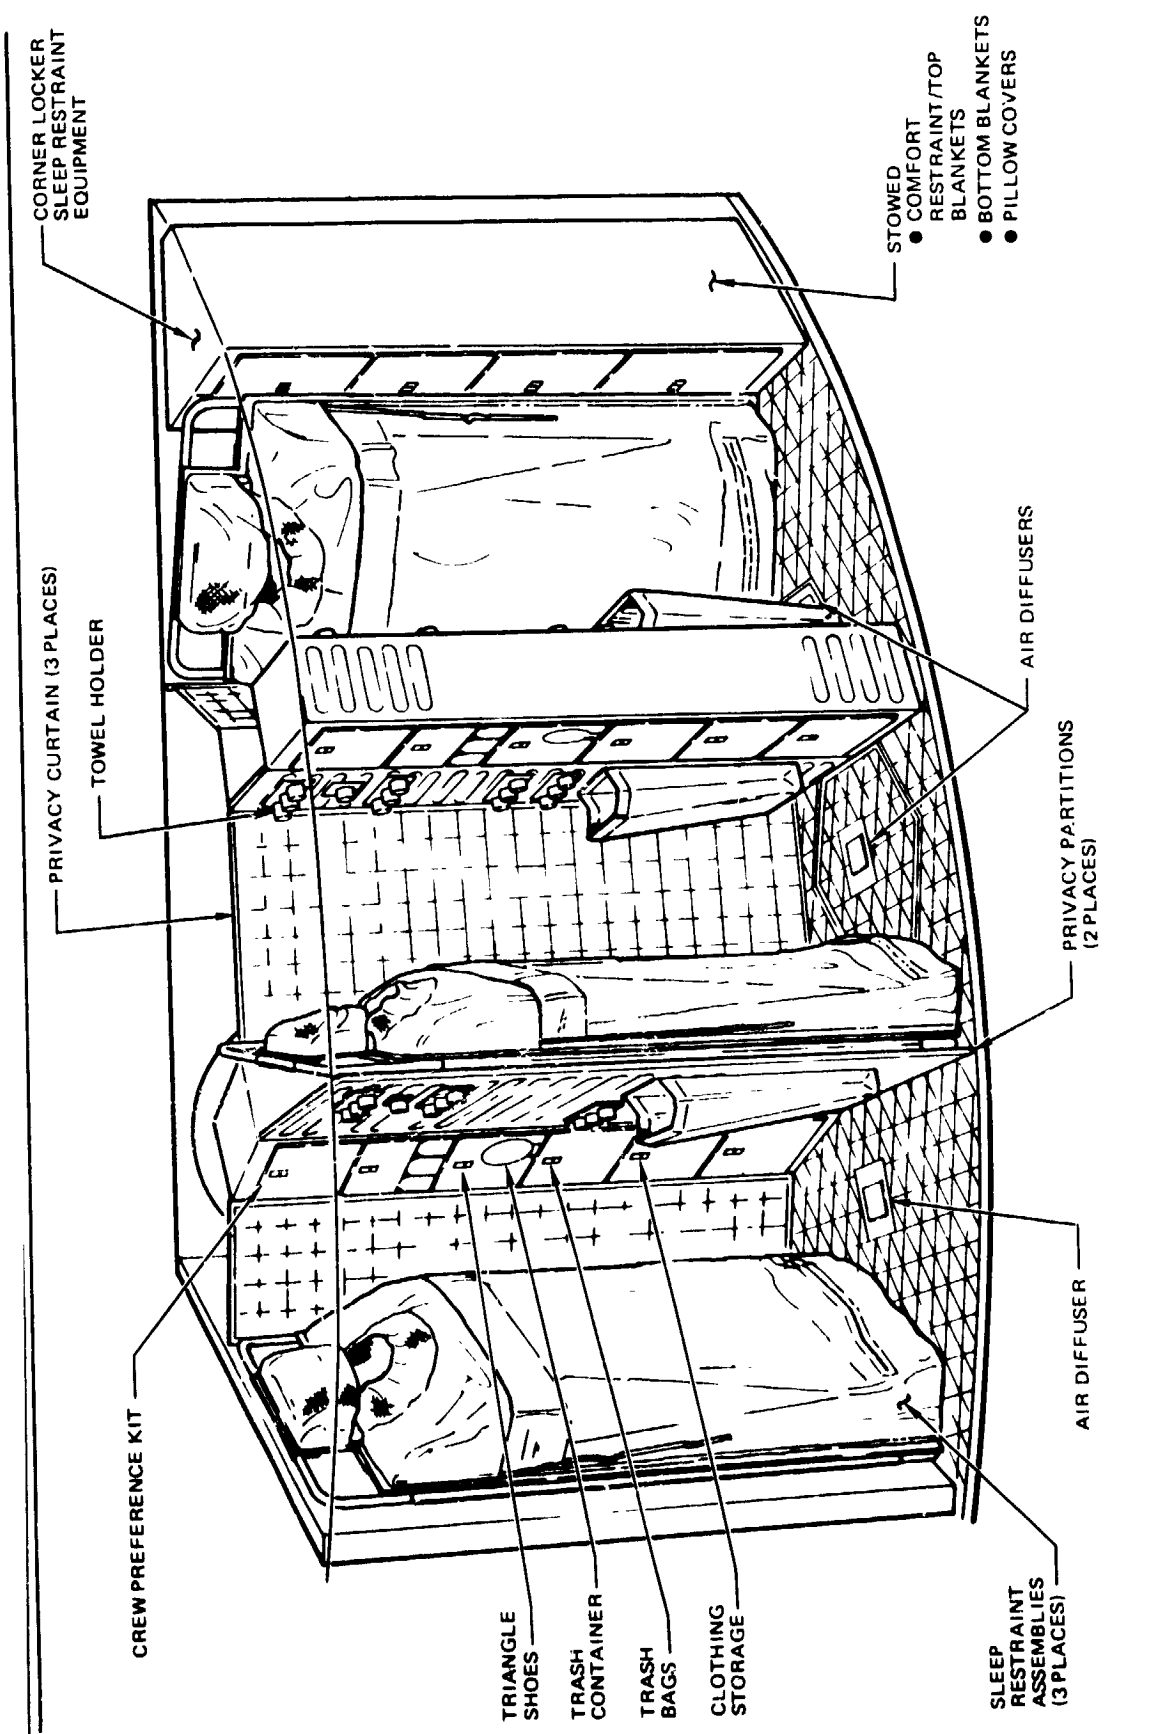 CORNER LOCKER
SLEEP RESTRAINT
EQUIPMENT
PRIVACY CURTAIN (3 PLACES)
TOWEL HOLDER
CREW PREFERENCE KIT
TRIANGLE
SHOES
TRASH
CONTAINER
TRASH
BAGS
CLOTHING
STORAGE
SLEEP
RESTRAINT
ASSEMBLIES
(3 PLACES)
AIR DIFFUSER
PRIVACY PARTITIONS
(2 PLACES)
AIR DIFFUSERS
STOWED
● COMFORT
RESTRAINT/TOP
BLANKETS
● BOTTOM BLANKETS
● PILLOW COVERS